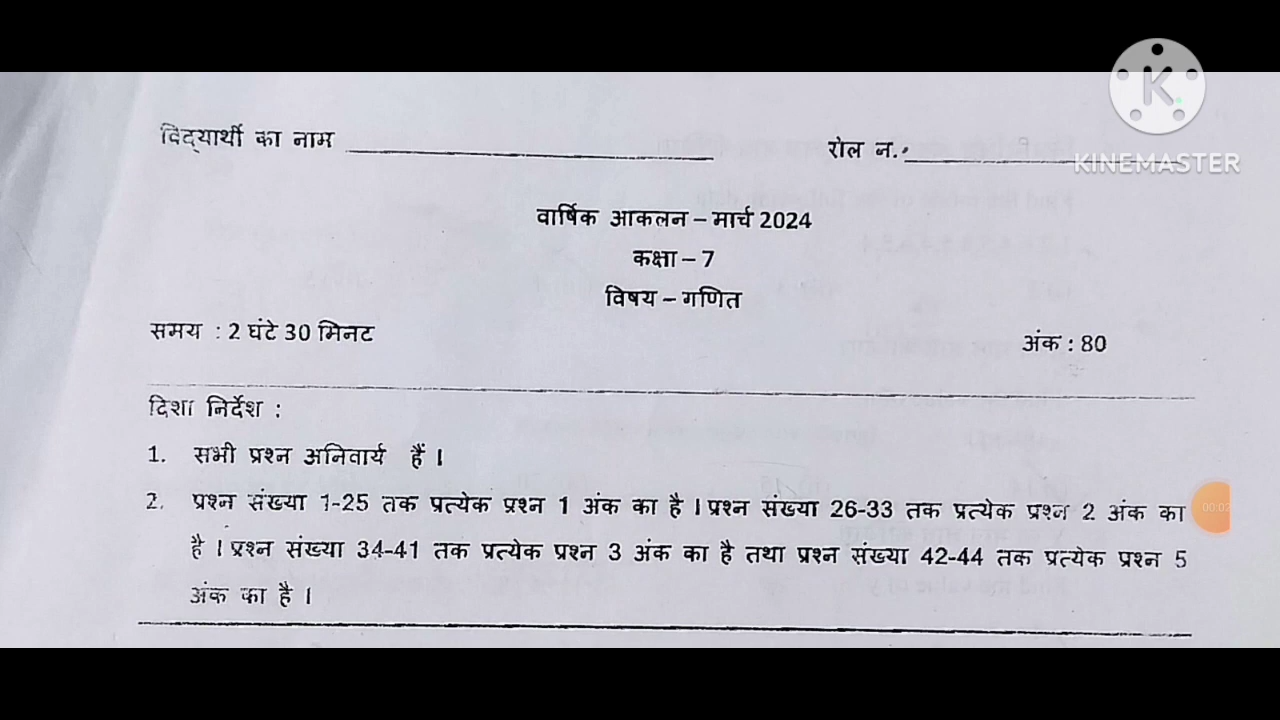 K
KINEMASTER
विद्यार्थी का नाम
रोल न.
वार्षिक आकलन – मार्च 2024
कक्षा – 7
विषय – गणित
समय : 2 घंटे 30 मिनट
अंक : 80
दिशा निर्देश :
1. सभी प्रश्न अनिवार्य हैं ।
2. प्रश्न संख्या 1-25 तक प्रत्येक प्रश्न 1 अंक का है । प्रश्न संख्या 26-33 तक प्रत्येक प्रश्न 2 अंक का
है । प्रश्न संख्या 34-41 तक प्रत्येक प्रश्न 3 अंक का है तथा प्रश्न संख्या 42-44 तक प्रत्येक प्रश्न 5
अंक का है ।
00:02